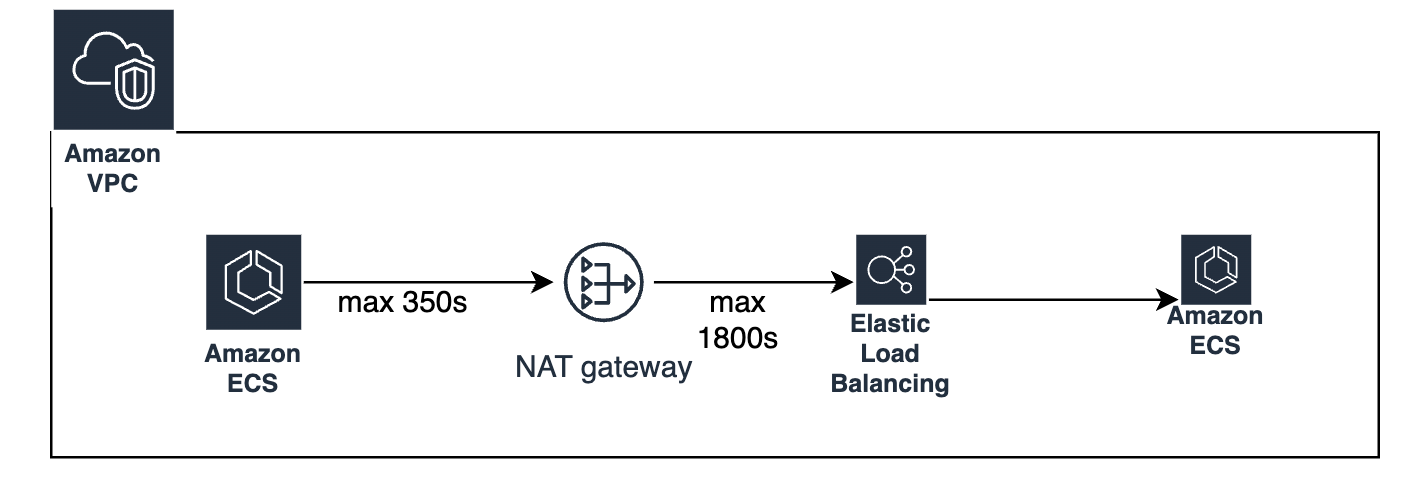 Amazon
VPC
max 350s
max
1800s
Amazon
ECS
NAT gateway
Elastic
Load
Balancing
Amazon
ECS